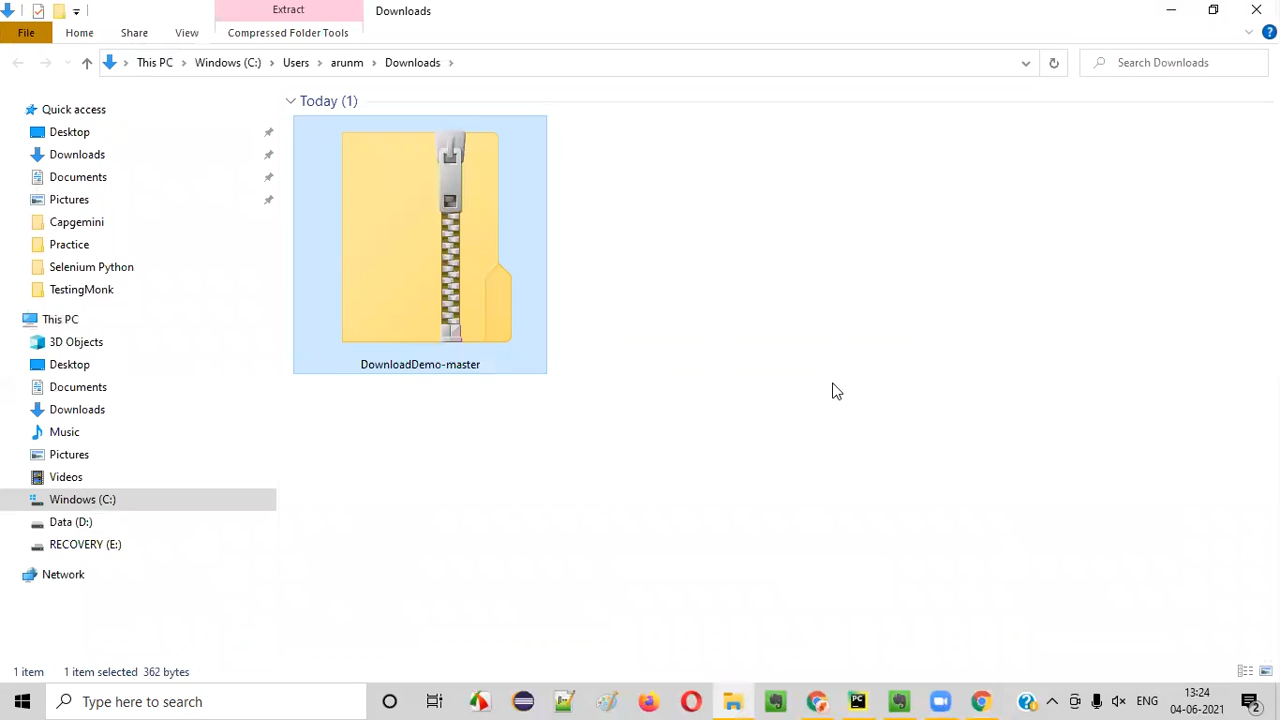 Extract
Downloads
File
Home
Share
View
Compressed Folder Tools
This PC
Windows (C:)
Users
arunm
Downloads
Search Downloads
Quick access
Desktop
Downloads
Documents
Pictures
Capgemini
Practice
Selenium Python
TestingMonk
This PC
3D Objects
Desktop
Documents
Downloads
Music
Pictures
Videos
Windows (C:)
Data (D:)
RECOVERY (E:)
Network
Today (1)
DownloadDemo-master
1 item
1 item selected 362 bytes
Type here to search
ENG
13:24
04-06-2021
2